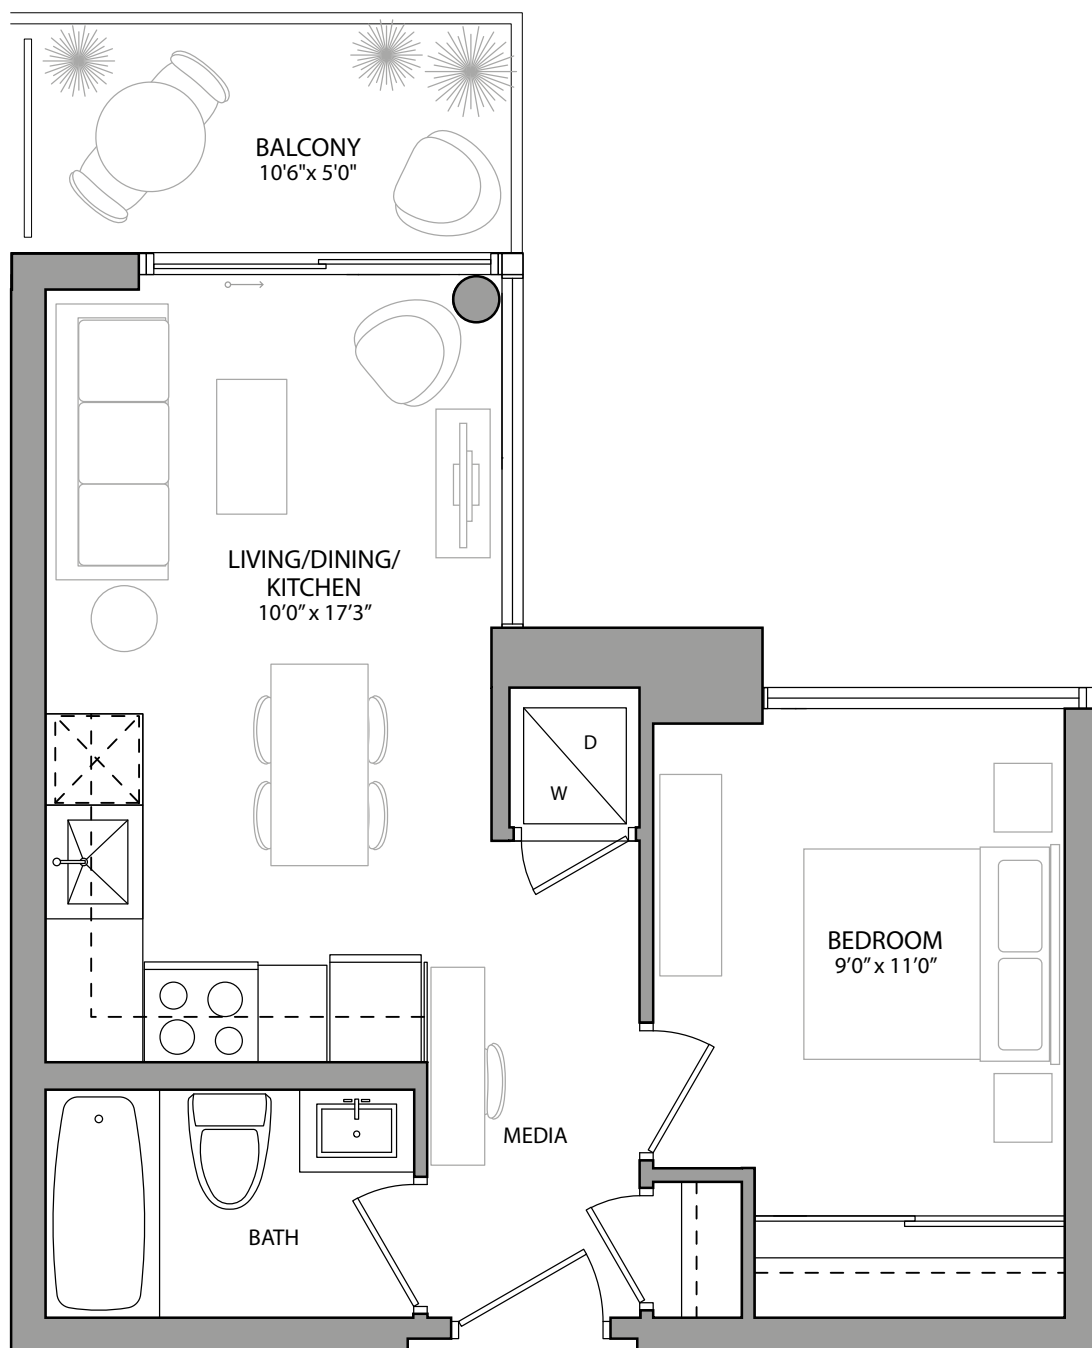 BALCONY
10'6"x 5'0"
LIVING/DINING/
KITCHEN
10’0” x 17’3”
D
W
BEDROOM
9’0” x 11’0”
MEDIA
BATH